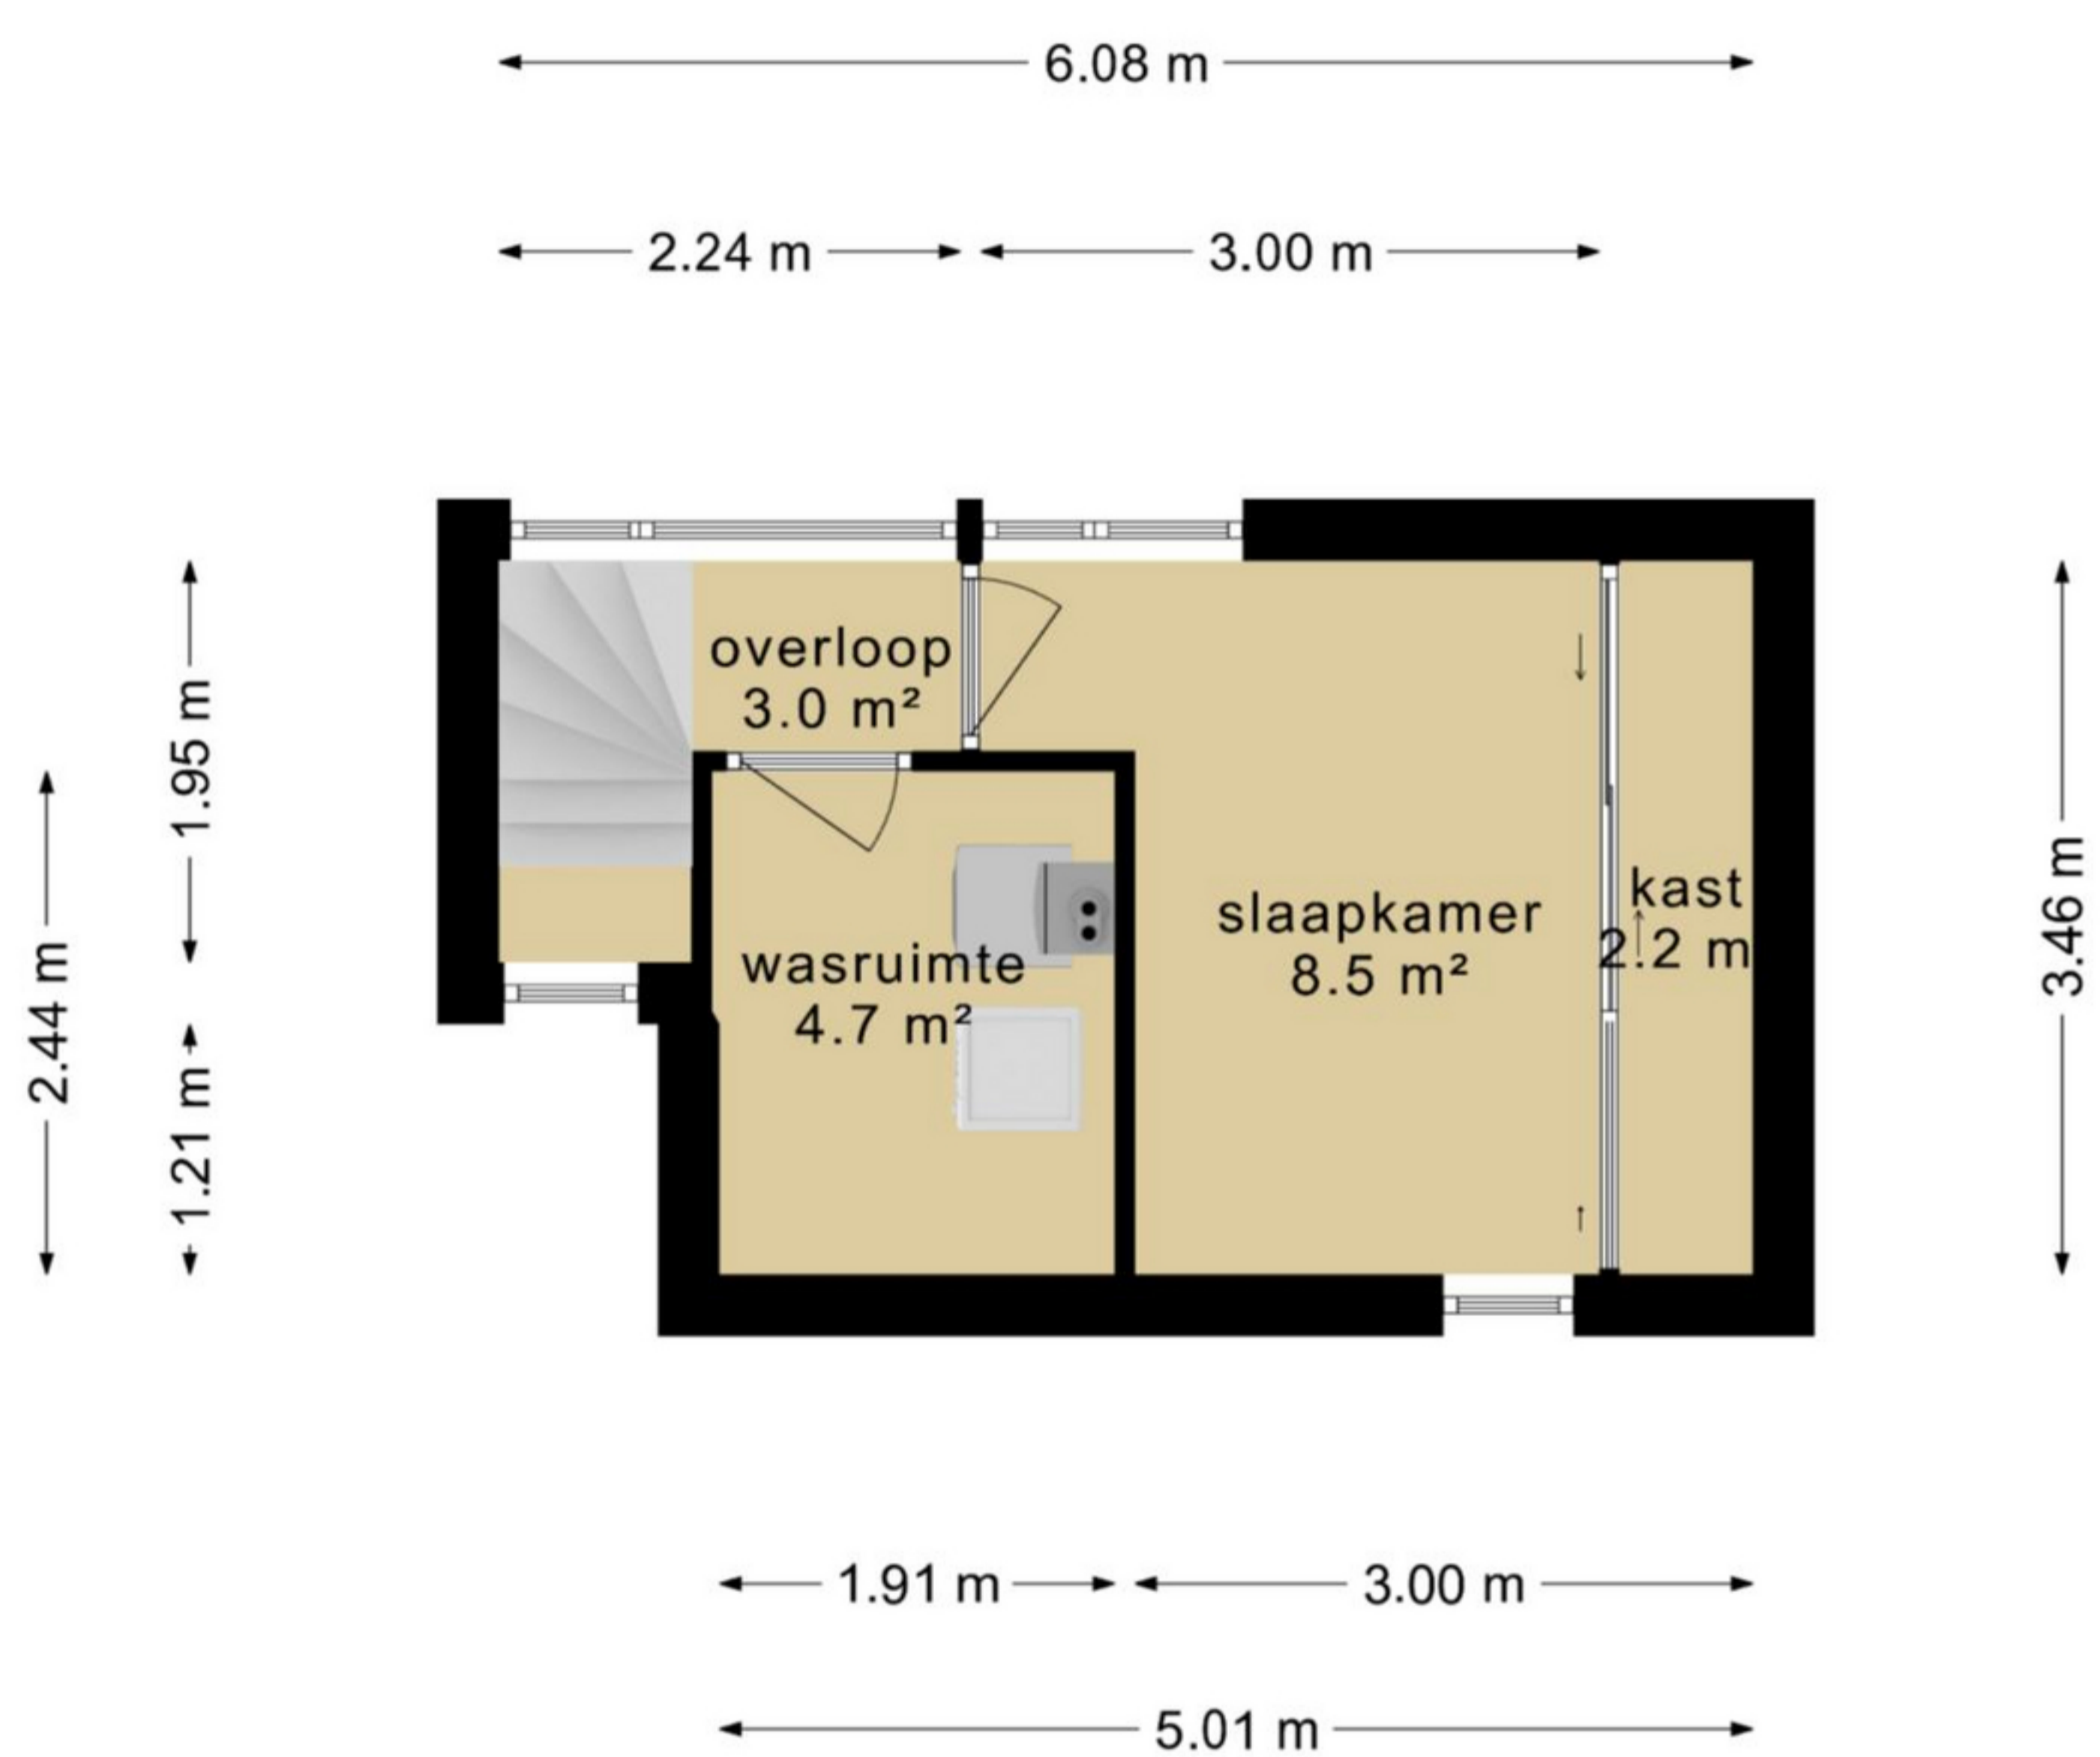 6.08 m
2.24 m
3.00 m
overloop
3.0 m²
1.95 m
2.44 m
1.21 m
wasruimte
4.7 m²
slaapkamer
8.5 m²
kast
2.2 m
3.46 m
1.91 m
3.00 m
5.01 m